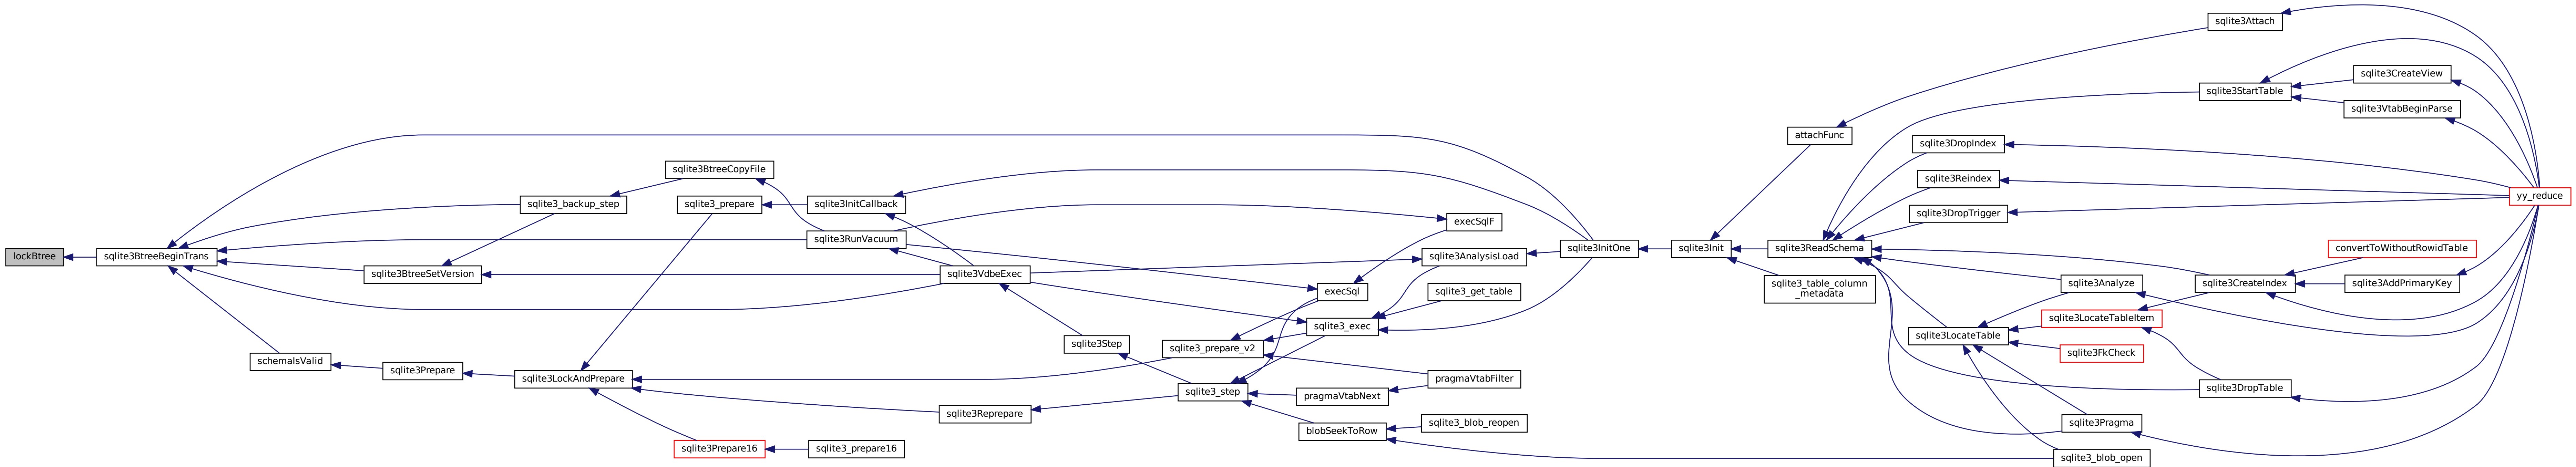 lockBtree
sqlite3BtreeBeginTrans
sqlite3_backup_step
sqlite3BtreeSetVersion
schemaIsValid
sqlite3Prepare
sqlite3BtreeCopyFile
sqlite3_prepare
sqlite3LockAndPrepare
sqlite3Prepare16
sqlite3InitCallback
sqlite3RunVacuum
sqlite3_prepare16
sqlite3VdbeExec
sqlite3Reprepare
sqlite3Step
sqlite3_prepare_v2
sqlite3_step
execSql
sqlite3_exec
pragmaVtabNext
blobSeekToRow
execSqlF
sqlite3AnalysisLoad
sqlite3_get_table
pragmaVtabFilter
sqlite3_blob_reopen
sqlite3InitOne
sqlite3Init
attachFunc
sqlite3ReadSchema
sqlite3_table_column
_metadata
sqlite3DropIndex
sqlite3Reindex
sqlite3DropTrigger
sqlite3LocateTable
sqlite3Analyze
sqlite3LocateTableItem
sqlite3FkCheck
sqlite3Pragma
sqlite3_blob_open
sqlite3Attach
sqlite3StartTable
sqlite3CreateIndex
sqlite3DropTable
sqlite3CreateView
sqlite3VtabBeginParse
convertToWithoutRowidTable
sqlite3AddPrimaryKey
yy_reduce